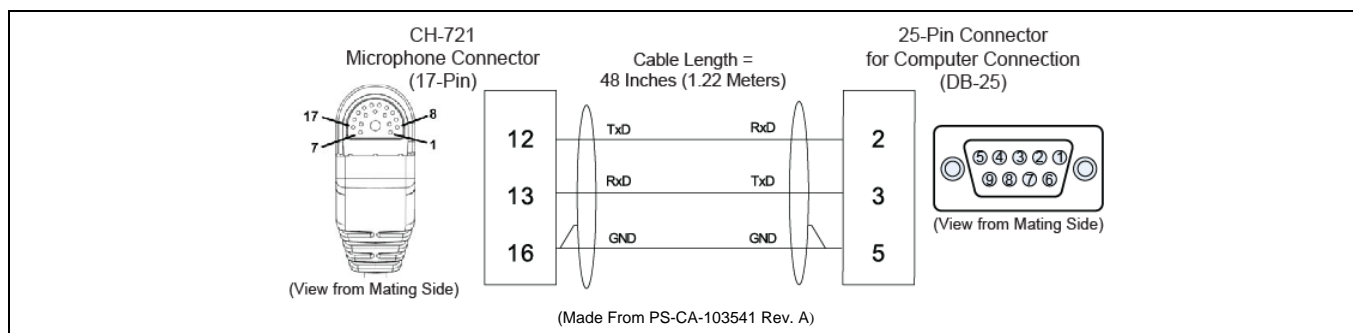 CH-721
Microphone Connector
(17-Pin)
17
8
7
1
(View from Mating Side)
Cable Length =
48 Inches (1.22 Meters)
12
TxD
RxD
2
13
RxD
TxD
3
16
GND
GND
5
25-Pin Connector
for Computer Connection
(DB-25)
5 4 3 2 1
9 8 7 6
(View from Mating Side)
(Made From PS-CA-103541 Rev. A)